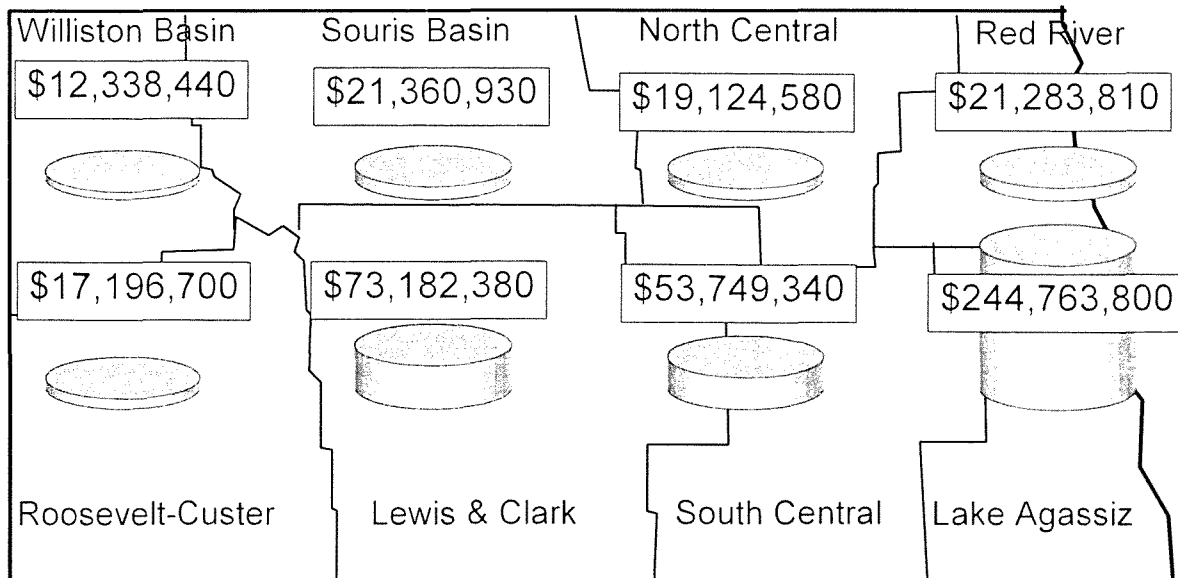 Williston Basin
Souris Basin
North Central
Red River
$12,338,440
$21,360,930
$19,124,580
$21,283,810
$17,196,700
$73,182,380
$53,749,340
$244,763,800
Roosevelt-Custer
Lewis & Clark
South Central
Lake Agassiz